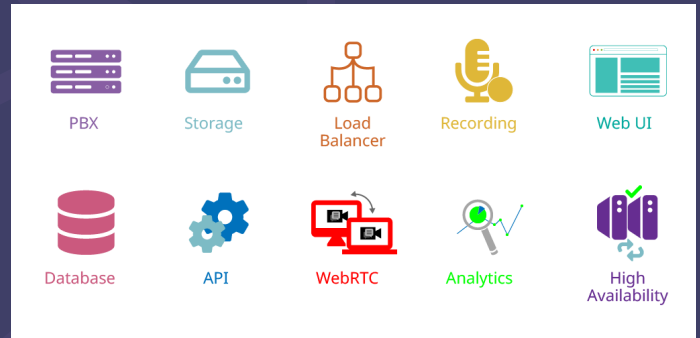 PBX
Storage
Load
Balancer
Recording
Web UI
Database
API
WebRTC
Analytics
High
Availability